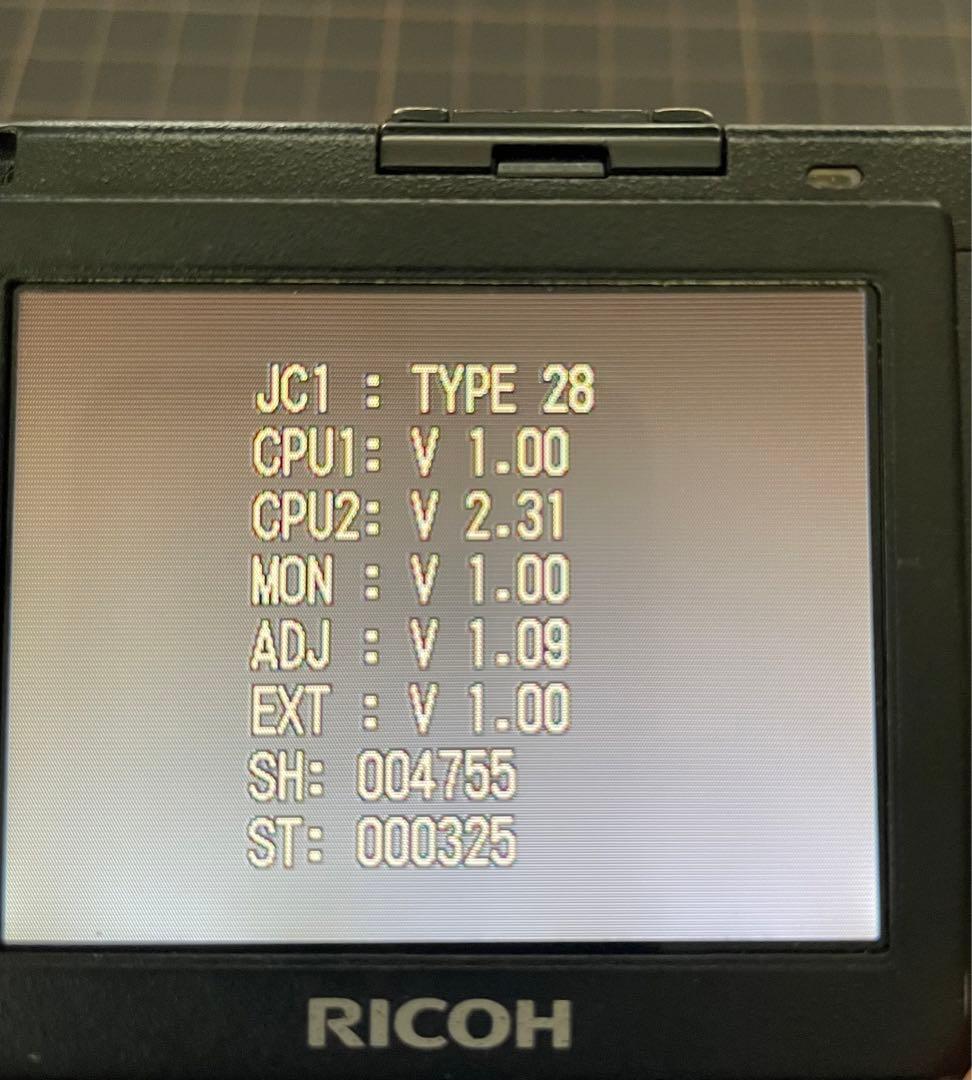 JC1 : TYPE 28
CPU1: V 1.00
CPU2: V 2.31
MON : V 1.00
ADJ : V 1.09
EXT : V 1.00
SH: 004755
ST: 000325
RICOH